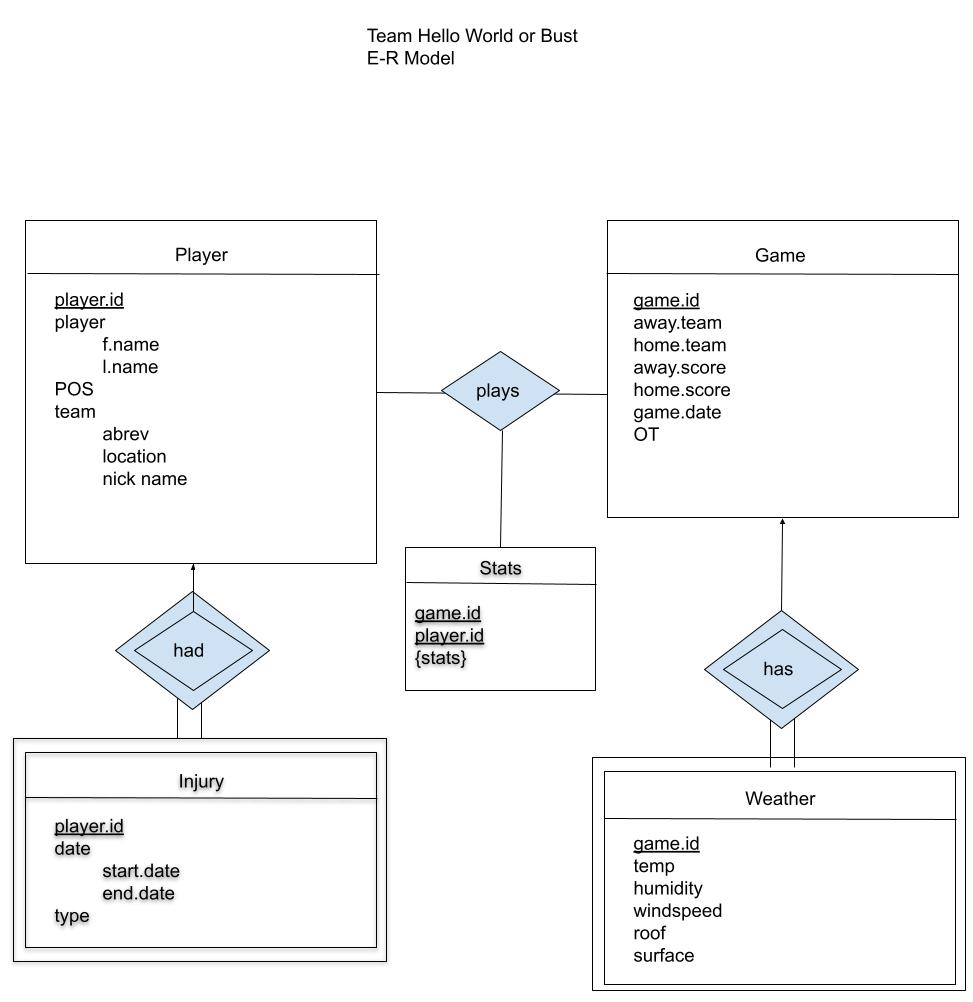 Team Hello World or Bust
E-R Model
Player
player.id
player
f.name
l.name
POS
team
abrev
location
nick name
plays
Game
game.id
away.team
home.team
away.score
home.score
game.date
OT
Stats
game.id
player.id
{stats}
had
has
Injury
player.id
date
start.date
end.date
type
Weather
game.id
temp
humidity
windspeed
roof
surface